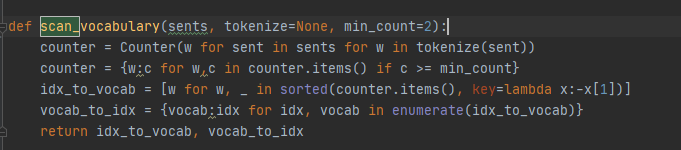 def scan_vocabulary(sents, tokenize=None, min_count=2):
    counter = Counter(w for sent in sents for w in tokenize(sent))
    counter = {w:c for w,c in counter.items() if c >= min_count}
    idx_to_vocab = [w for w, _ in sorted(counter.items(), key=lambda x:-x[1])]
    vocab_to_idx = {vocab:idx for idx, vocab in enumerate(idx_to_vocab)}
    return idx_to_vocab, vocab_to_idx